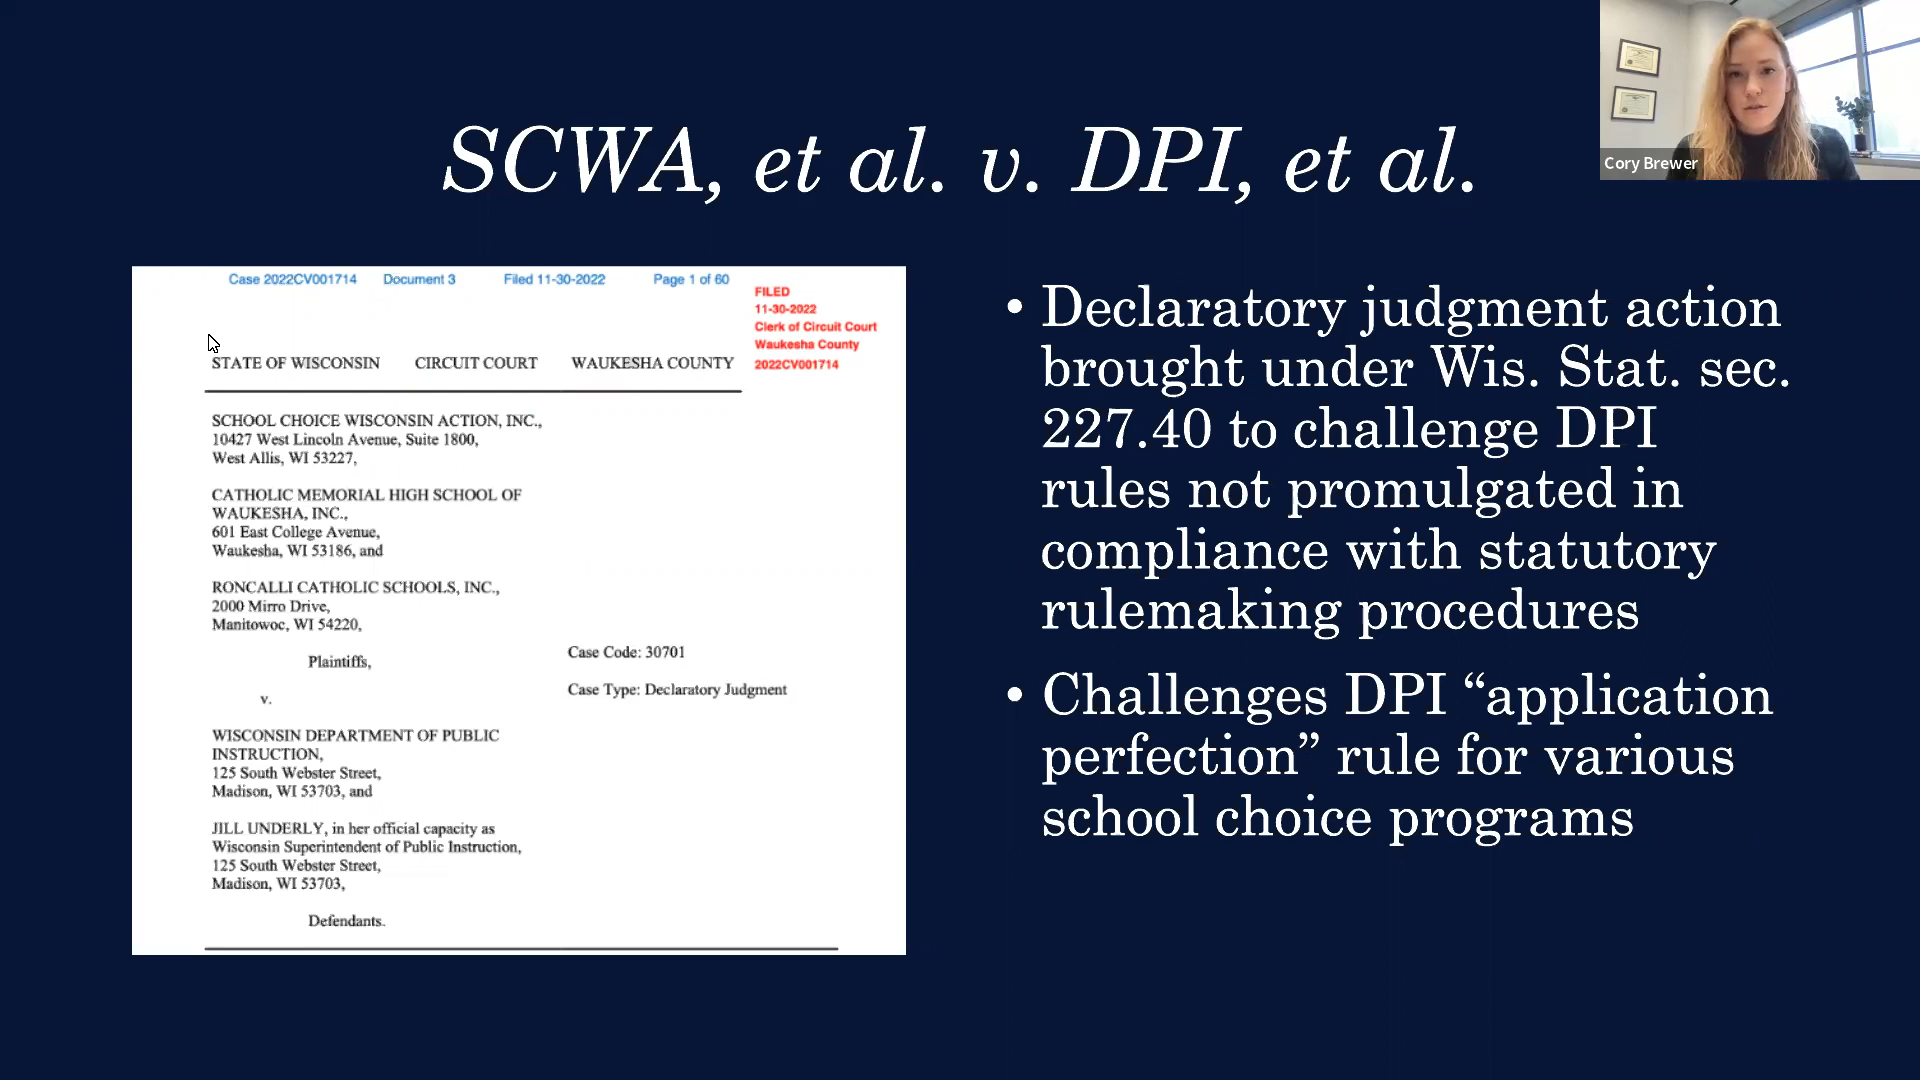 SCWA, et al. v. DPI, et al.
Cory Brewer
Case 2022CV001714 Document 3 Filed 11-30-2022 Page 1 of 60
FILED
11-30-2022
Clerk of Circuit Court
Waukesha County
2022CV001714
STATE OF WISCONSIN CIRCUIT COURT WAUKESHA COUNTY
SCHOOL CHOICE WISCONSIN ACTION, INC.,
10427 West Lincoln Avenue, Suite 1800,
West Allis, WI 53227,
CATHOLIC MEMORIAL HIGH SCHOOL OF
WAUKESHA, INC.,
601 East College Avenue,
Waukesha, WI 53186, and
RONCALLI CATHOLIC SCHOOLS, INC.,
2000 Mirro Drive,
Manitowoc, WI 54220,
Plaintiffs,
v.
Case Code: 30701
Case Type: Declaratory Judgment
WISCONSIN DEPARTMENT OF PUBLIC
INSTRUCTION,
125 South Webster Street,
Madison, WI 53703, and
JILL UNDERLY, in her official capacity as
Wisconsin Superintendent of Public Instruction,
125 South Webster Street,
Madison, WI 53703,
Defendants.
• Declaratory judgment action
brought under Wis. Stat. sec.
227.40 to challenge DPI
rules not promulgated in
compliance with statutory
rulemaking procedures
• Challenges DPI “application
perfection” rule for various
school choice programs